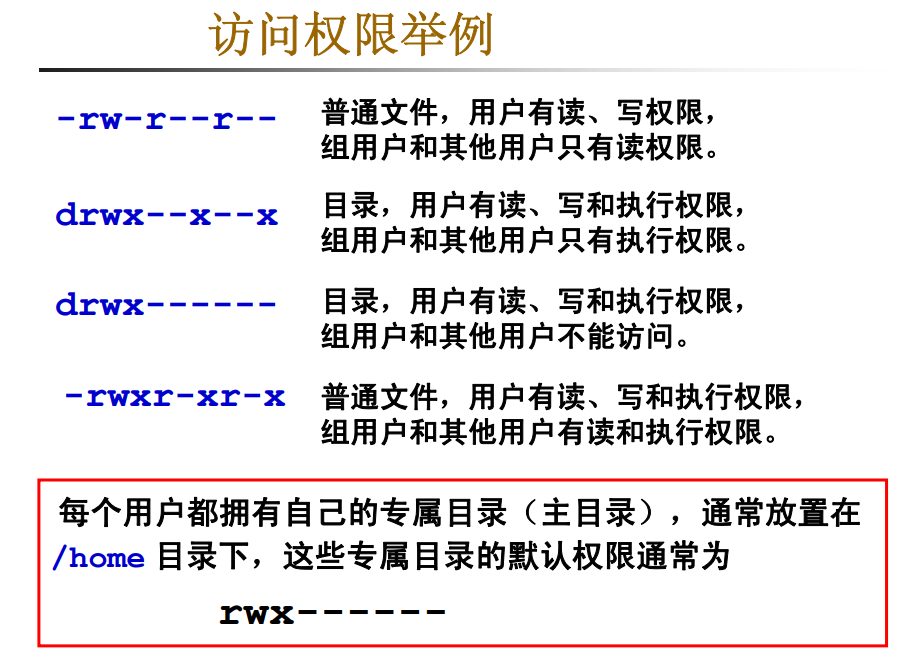 访问权限举例
-rw-r--r--
普通文件，用户有读、写权限，
组用户和其他用户只有读权限。
drwx--x--x
目录，用户有读、写和执行权限，
组用户和其他用户只有执行权限。
drwx------
目录，用户有读、写和执行权限，
组用户和其他用户不能访问。
-rwxr-xr-x
普通文件，用户有读、写和执行权限，
组用户和其他用户有读和执行权限。
每个用户都拥有自己的专属目录（主目录），通常放置在
/home 目录下，这些专属目录的默认权限通常为
rwx------